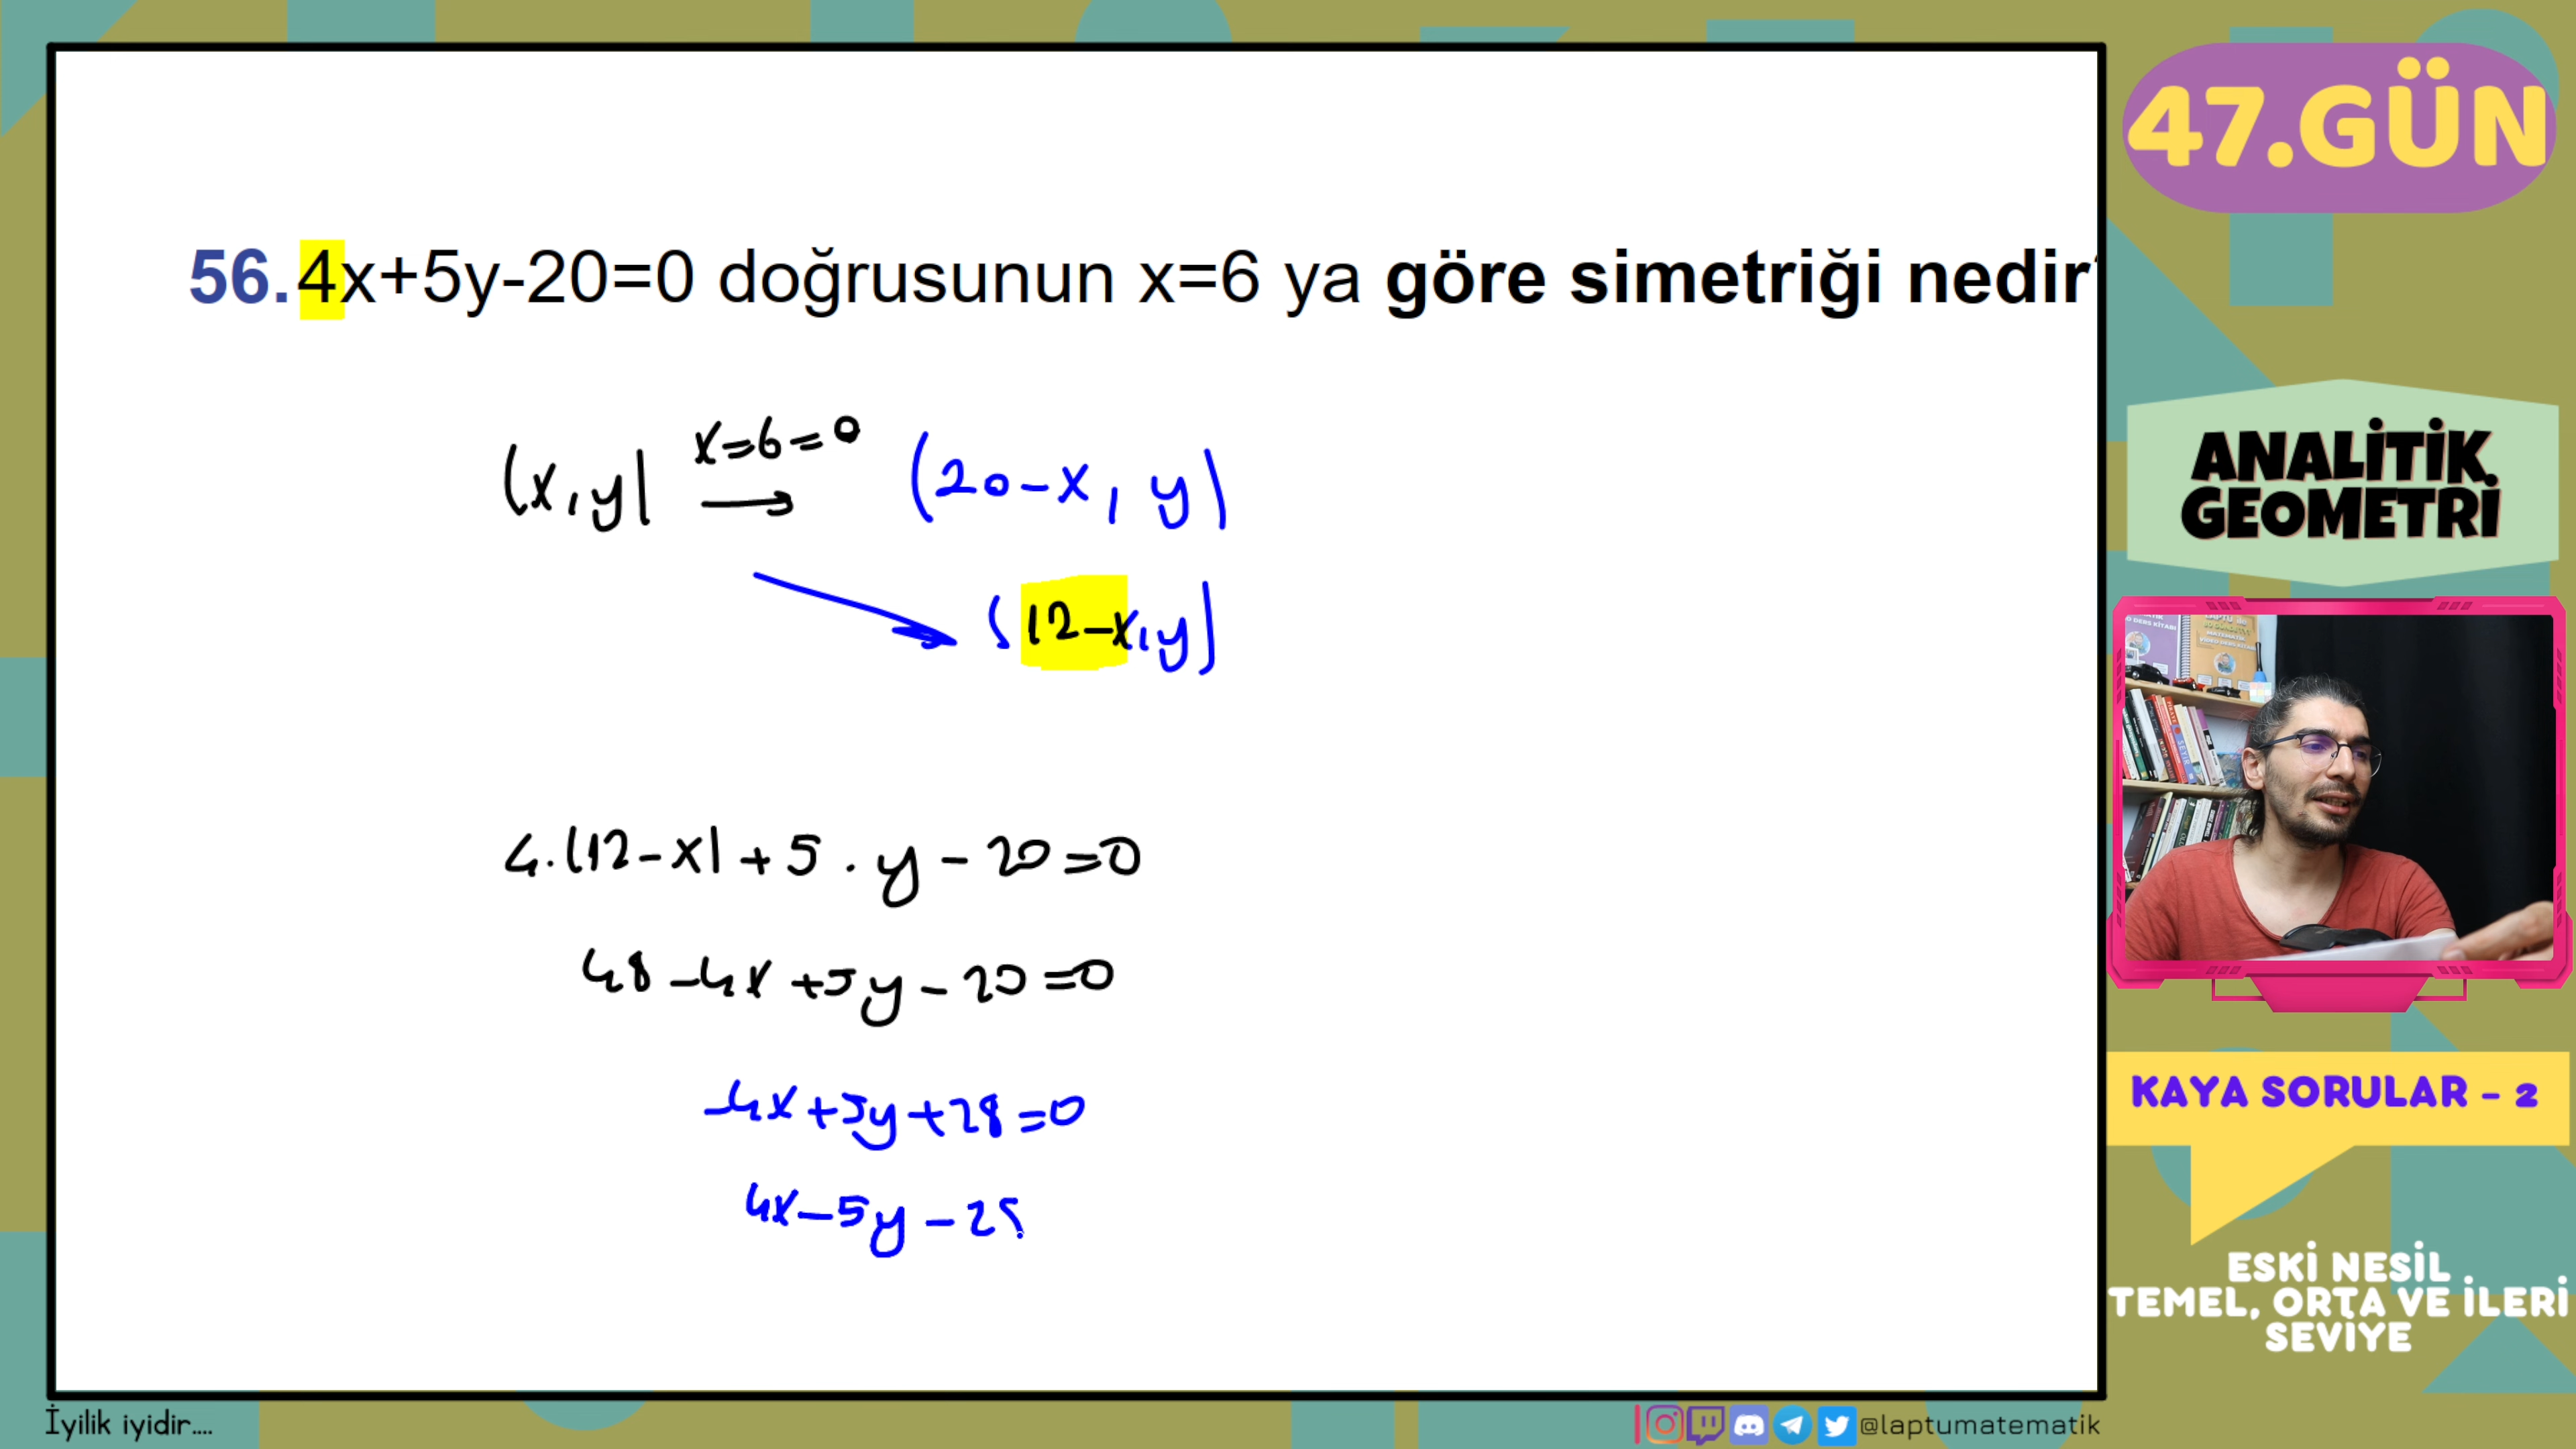 47.GÜN
56. 4x+5y-20=0 doğrusunun x=6 ya göre simetriği nedir
(x,y) x=6=0 → (20-x, y)
(12-x,y)
4.(12-x)+5.y-20=0
48-4x+5y-20=0
-4x+5y+28=0
4x-5y-28
ANALİTİK
GEOMETRİ
KAYA SORULAR - 2
ESKİ NESİL
TEMEL, ORTA VE İLERİ
SEVİYE
İyilik iyidir....
@laptumatematik